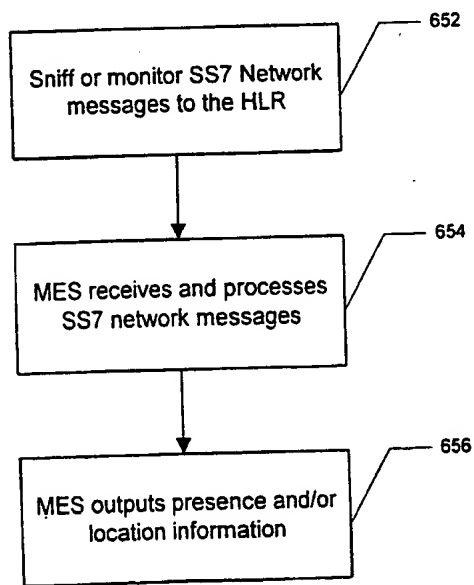 652
Sniff or monitor SS7 Network
messages to the HLR
654
MES receives and processes
SS7 network messages
656
MES outputs presence and/or
location information